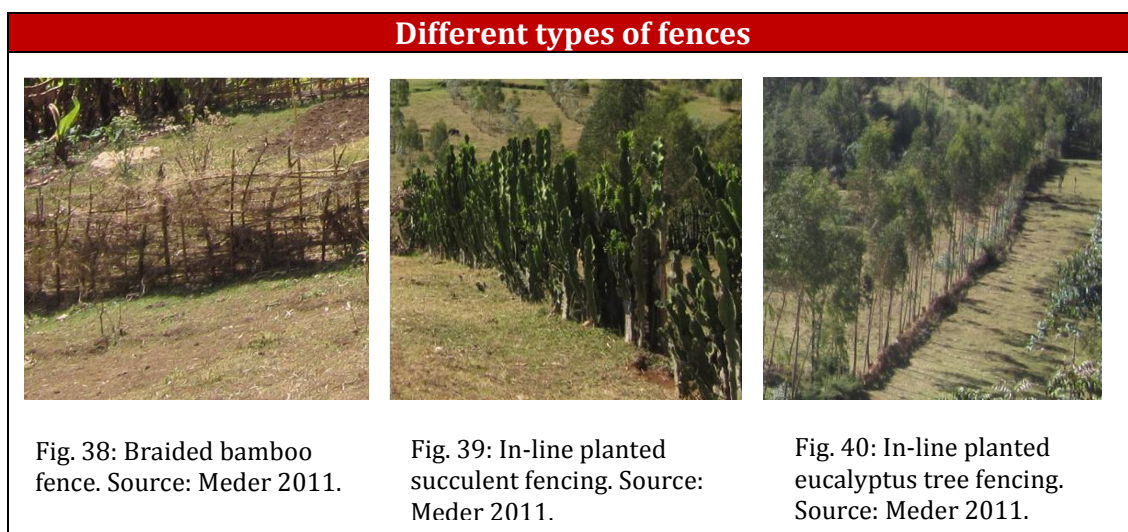 Different types of fences
Fig. 38: Braided bamboo
fence. Source: Meder 2011.
Fig. 39: In-line planted
succulent fencing. Source:
Meder 2011.
Fig. 40: In-line planted
eucalyptus tree fencing.
Source: Meder 2011.